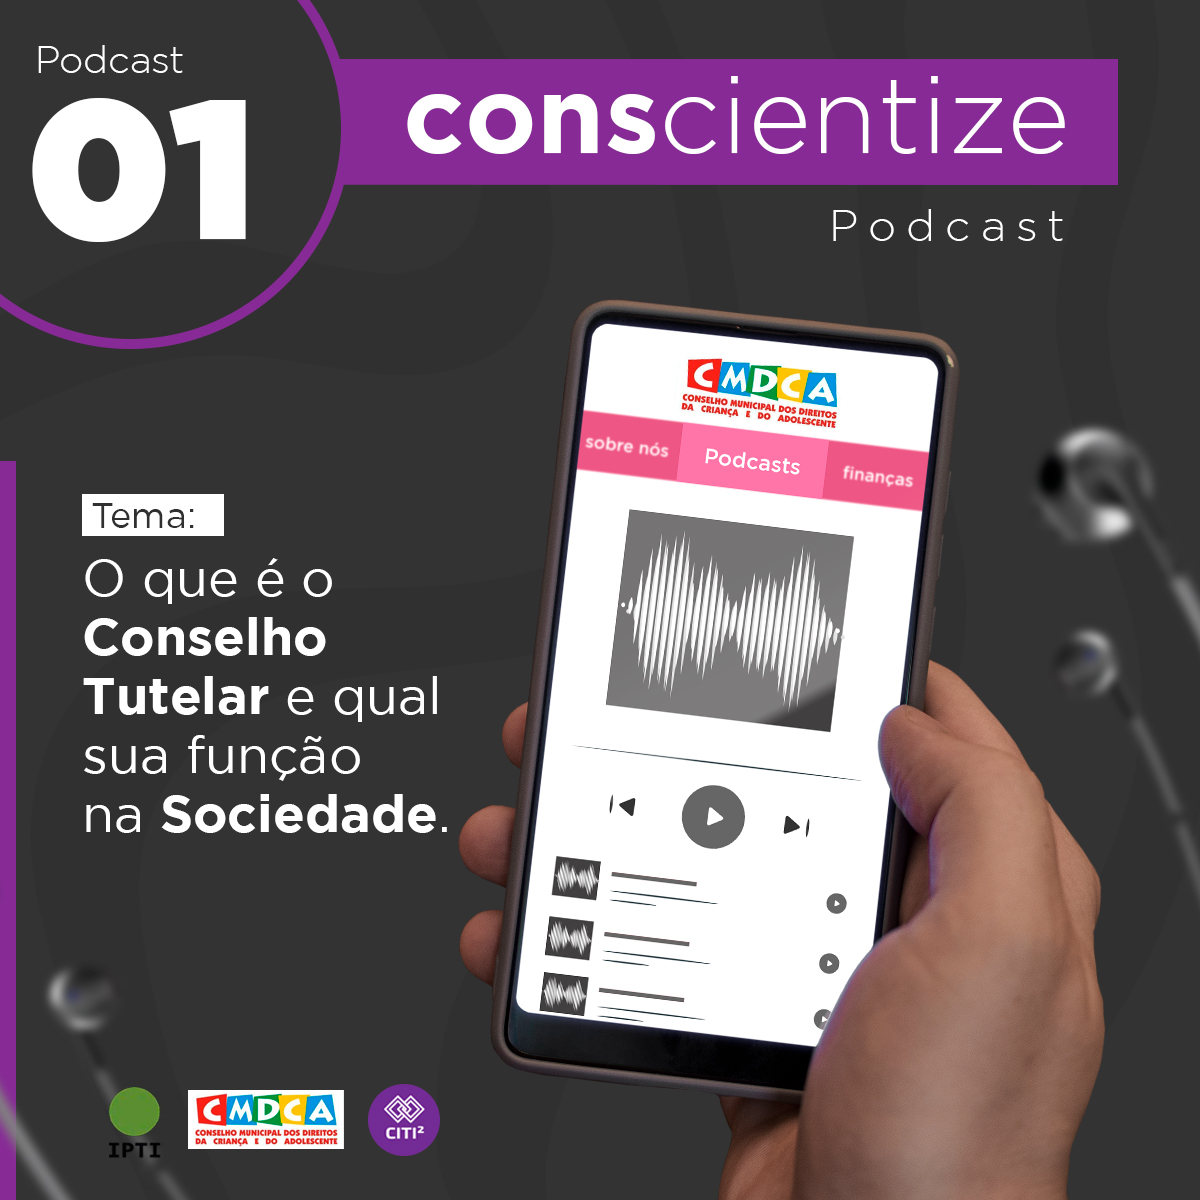 Podcast
01
conscientize
Podcast
CMDCA
CONSELHO MUNICIPAL DOS DIREITOS
DA CRIANÇA E DO ADOLESCENTE
sobre nós
Podcasts
finanças
Tema:
O que é o
Conselho
Tutelar e qual
sua função
na Sociedade.
IPTI
CMDCA
CONSELHO MUNICIPAL DOS DIREITOS
DA CRIANÇA E DO ADOLESCENTE
CITI²